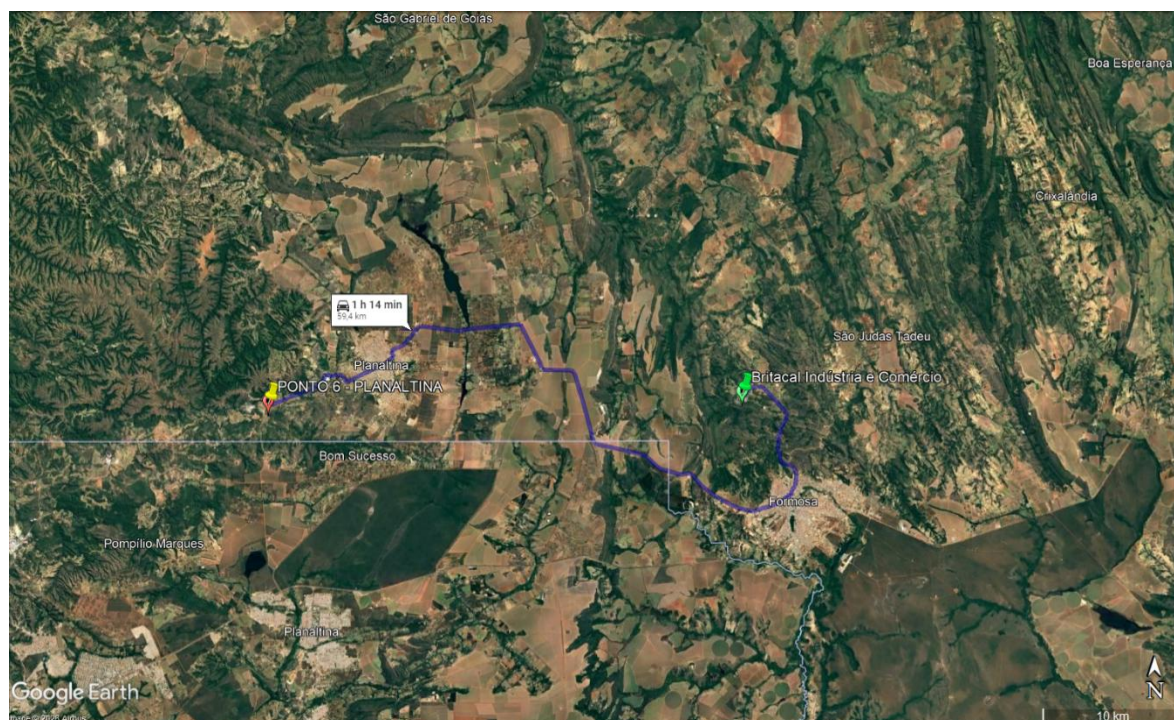 São Gabriel de Goiás
Boa Esperança
Crixalândia
1 h 14 min
59,4 km
São Judas Tadeu
Planaltina
Britacal Indústria e Comércio
PONTO 6 - PLANALTINA
Bom Sucesso
Formosa
Pompílio Marques
Planaltina
Google Earth
N
10 km